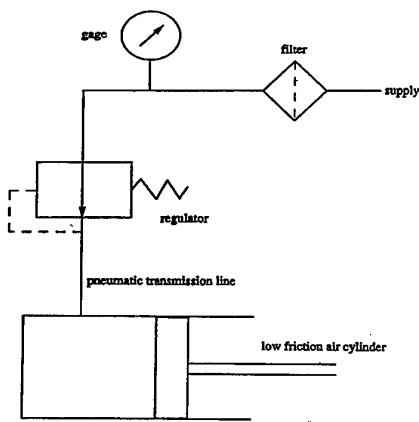 gage
filter
supply
regulator
pneumatic transmission line
low friction air cylinder